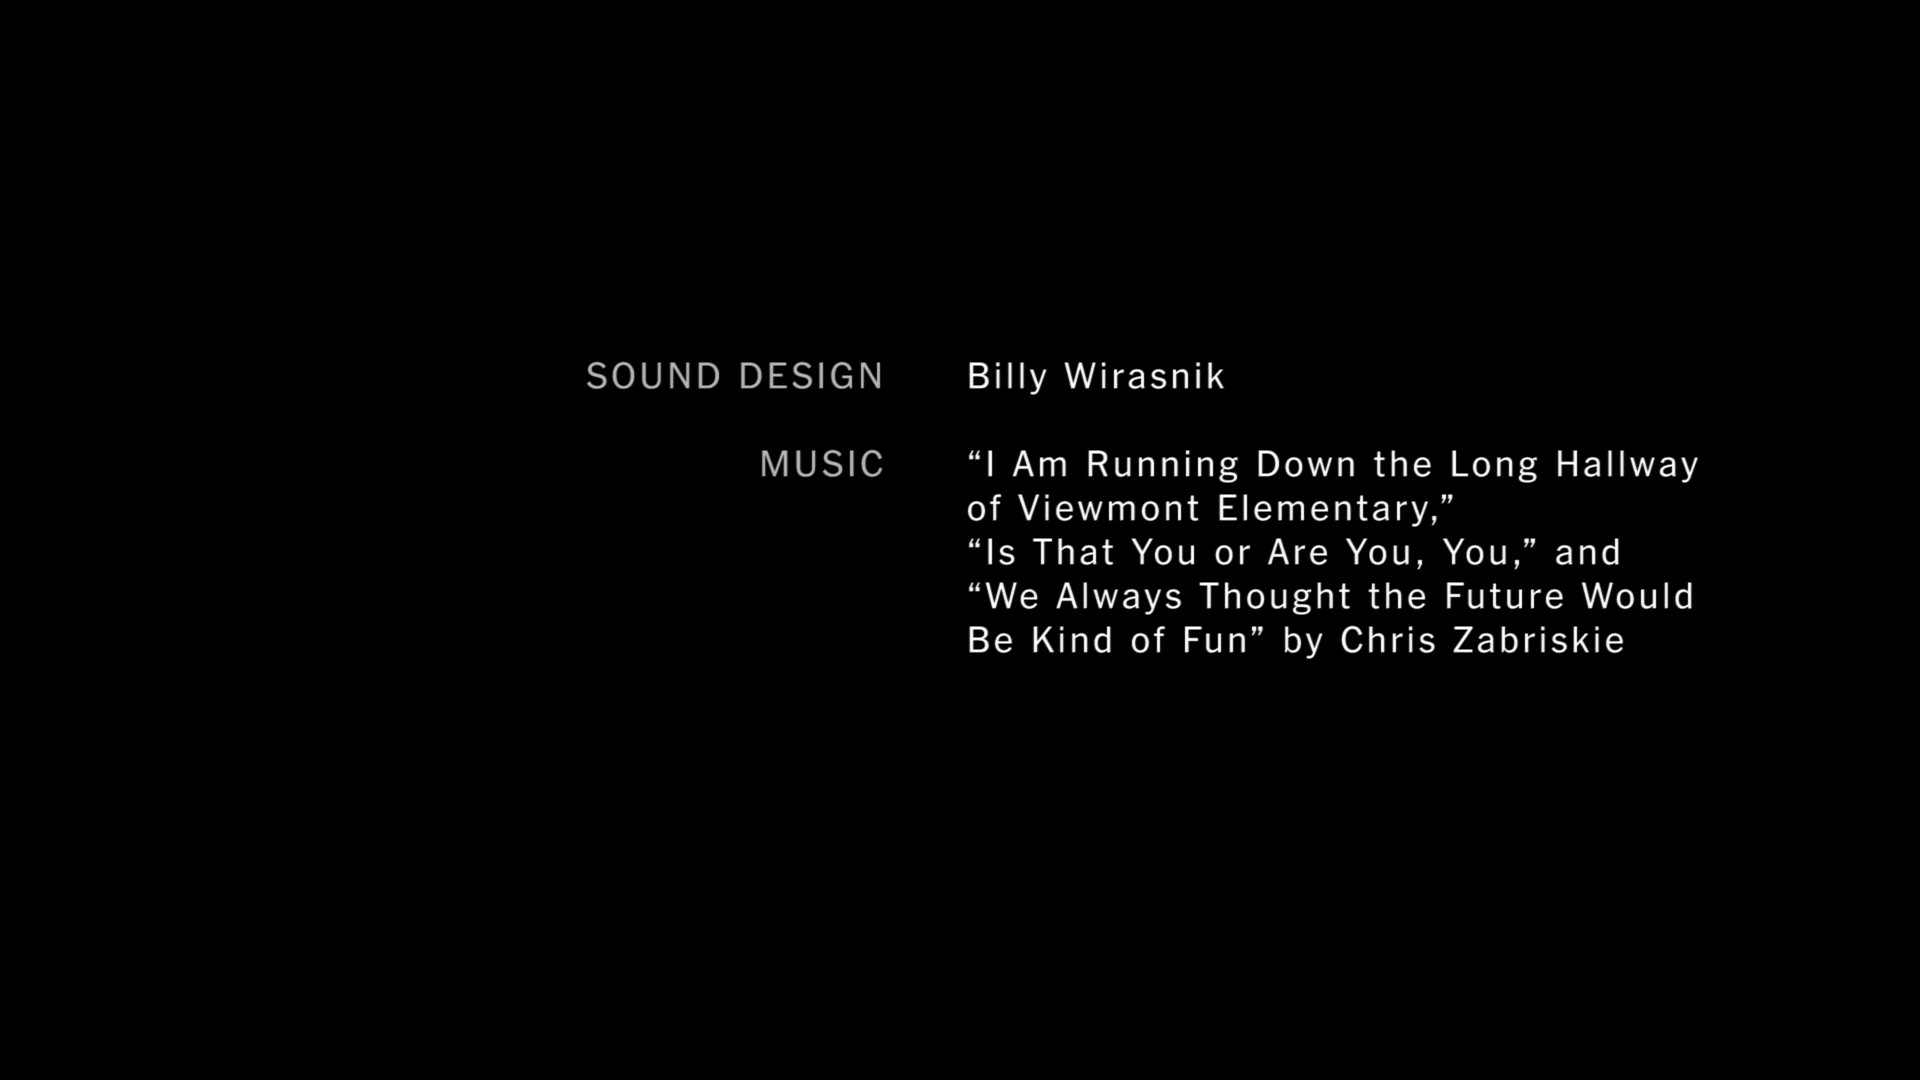 SOUND DESIGN Billy Wirasnik
MUSIC “I Am Running Down the Long Hallway
of Viewmont Elementary,”
“Is That You or Are You, You,” and
“We Always Thought the Future Would
Be Kind of Fun” by Chris Zabriskie